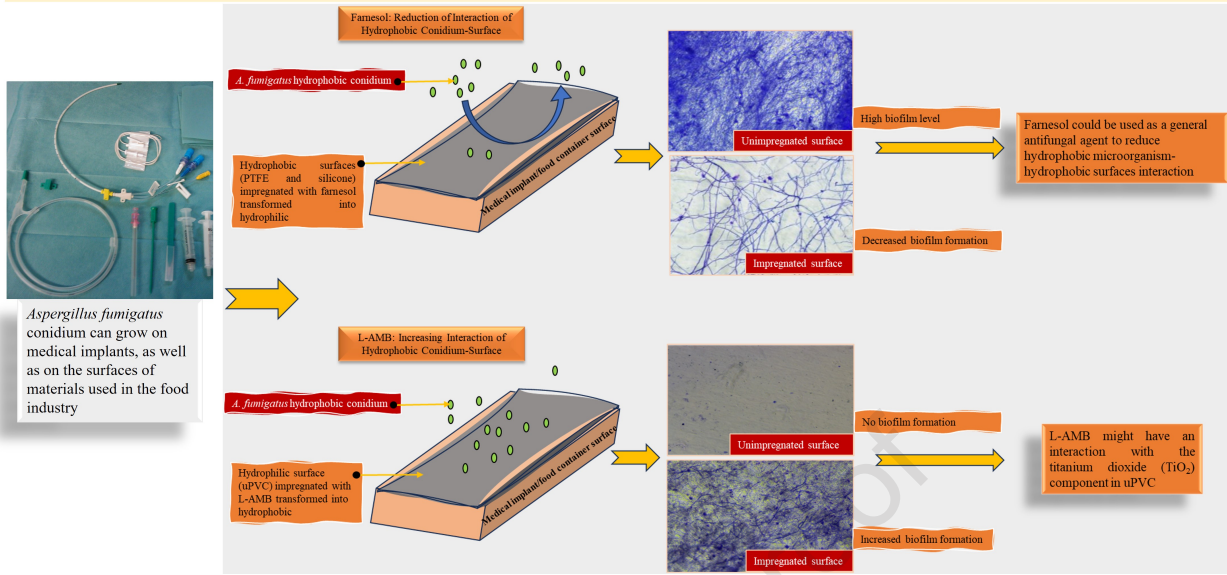 Aspergillus fumigatus
conidium can grow on
medical implants, as well
as on the surfaces of
materials used in the food
industry
Farnesol: Reduction of Interaction of
Hydrophobic Conidium-Surface
A. fumigatus hydrophobic conidium
Hydrophobic surfaces
(PTFE and silicone)
impregnated with farnesol
transformed into
hydrophilic
Medical implant/food container surface
Unimpregnated surface
Impregnated surface
High biofilm level
Decreased biofilm formation
Farnesol could be used as a general
antifungal agent to reduce
hydrophobic microorganism-
hydrophobic surfaces interaction
L-AMB: Increasing Interaction of
Hydrophobic Conidium-Surface
A. fumigatus hydrophobic conidium
Hydrophilic surface
(uPVC) impregnated with
L-AMB transformed into
hydrophobic
Medical implant/food container surface
Unimpregnated surface
Impregnated surface
No biofilm formation
Increased biofilm formation
L-AMB might have an
interaction with the
titanium dioxide (TiO₂)
component in uPVC